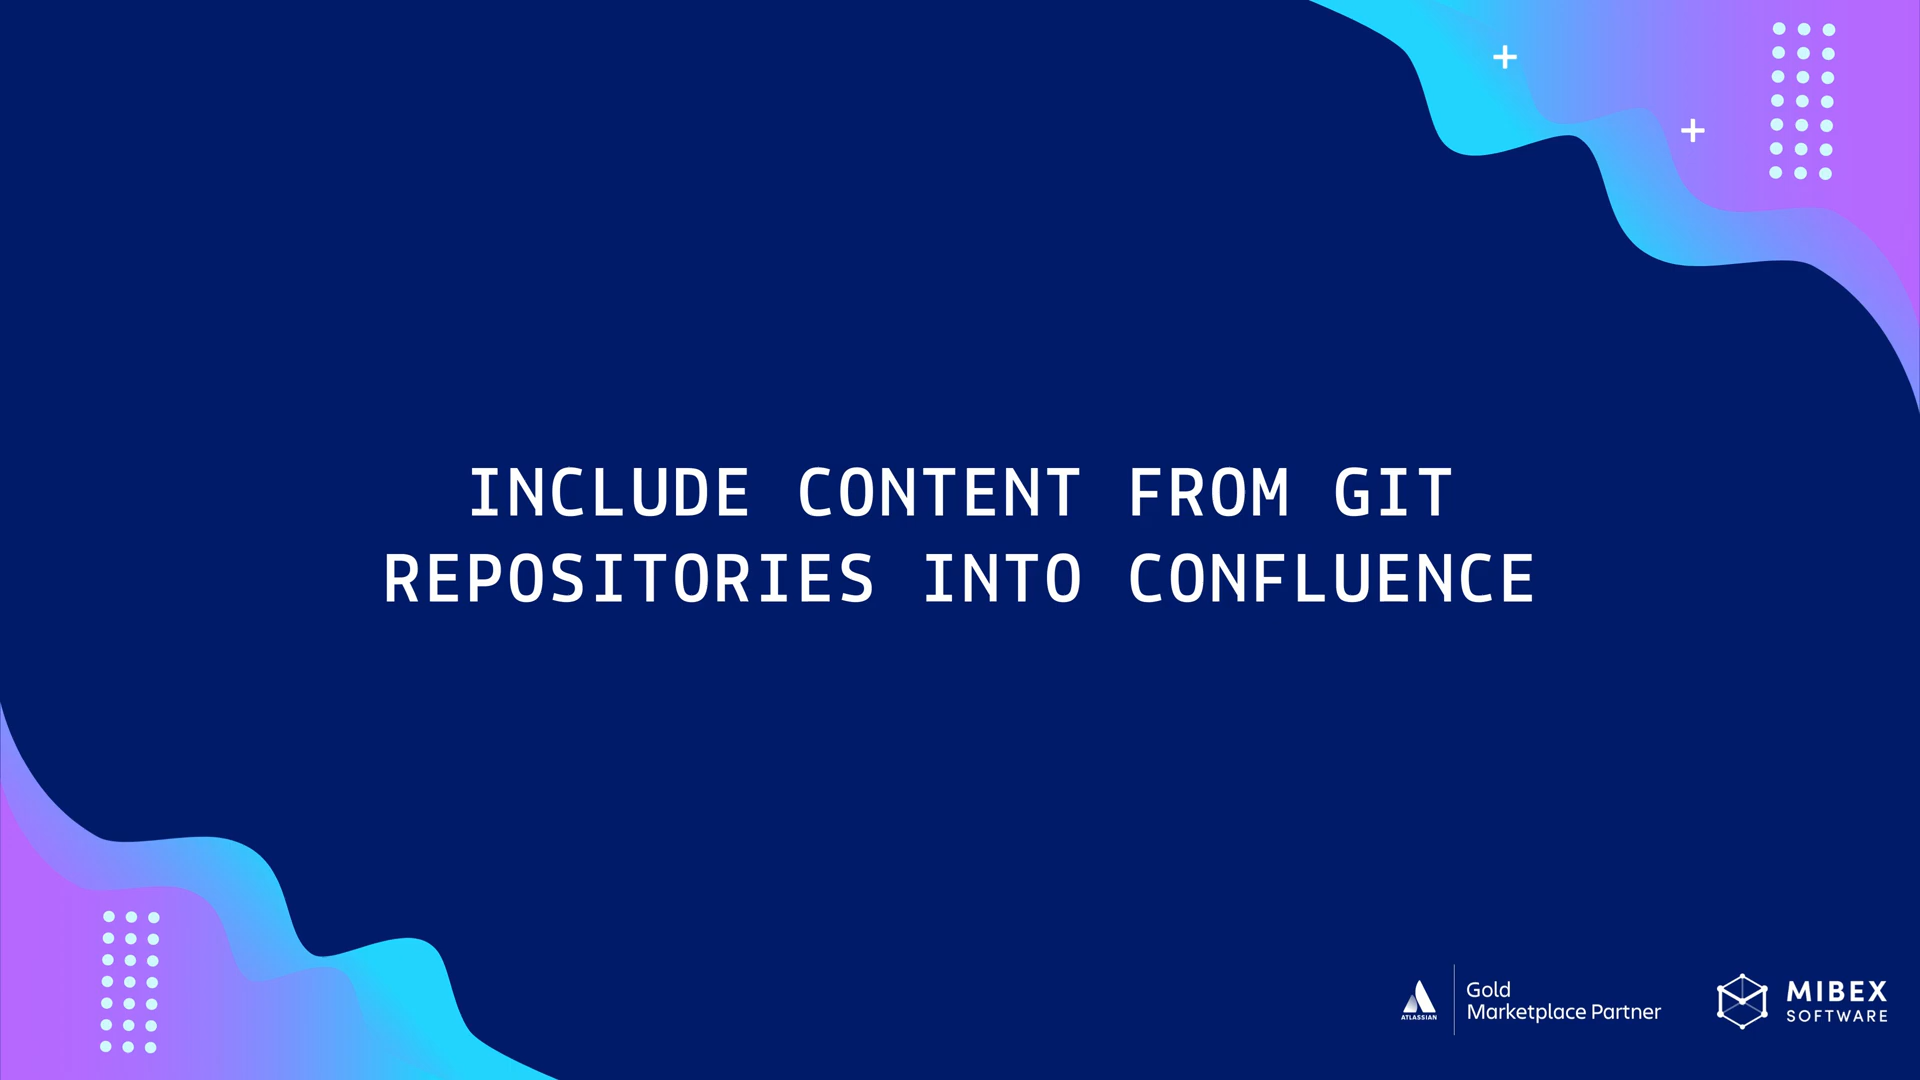 INCLUDE CONTENT FROM GIT
REPOSITORIES INTO CONFLUENCE
ATLASSIAN
Gold
Marketplace Partner
MIBEX
SOFTWARE